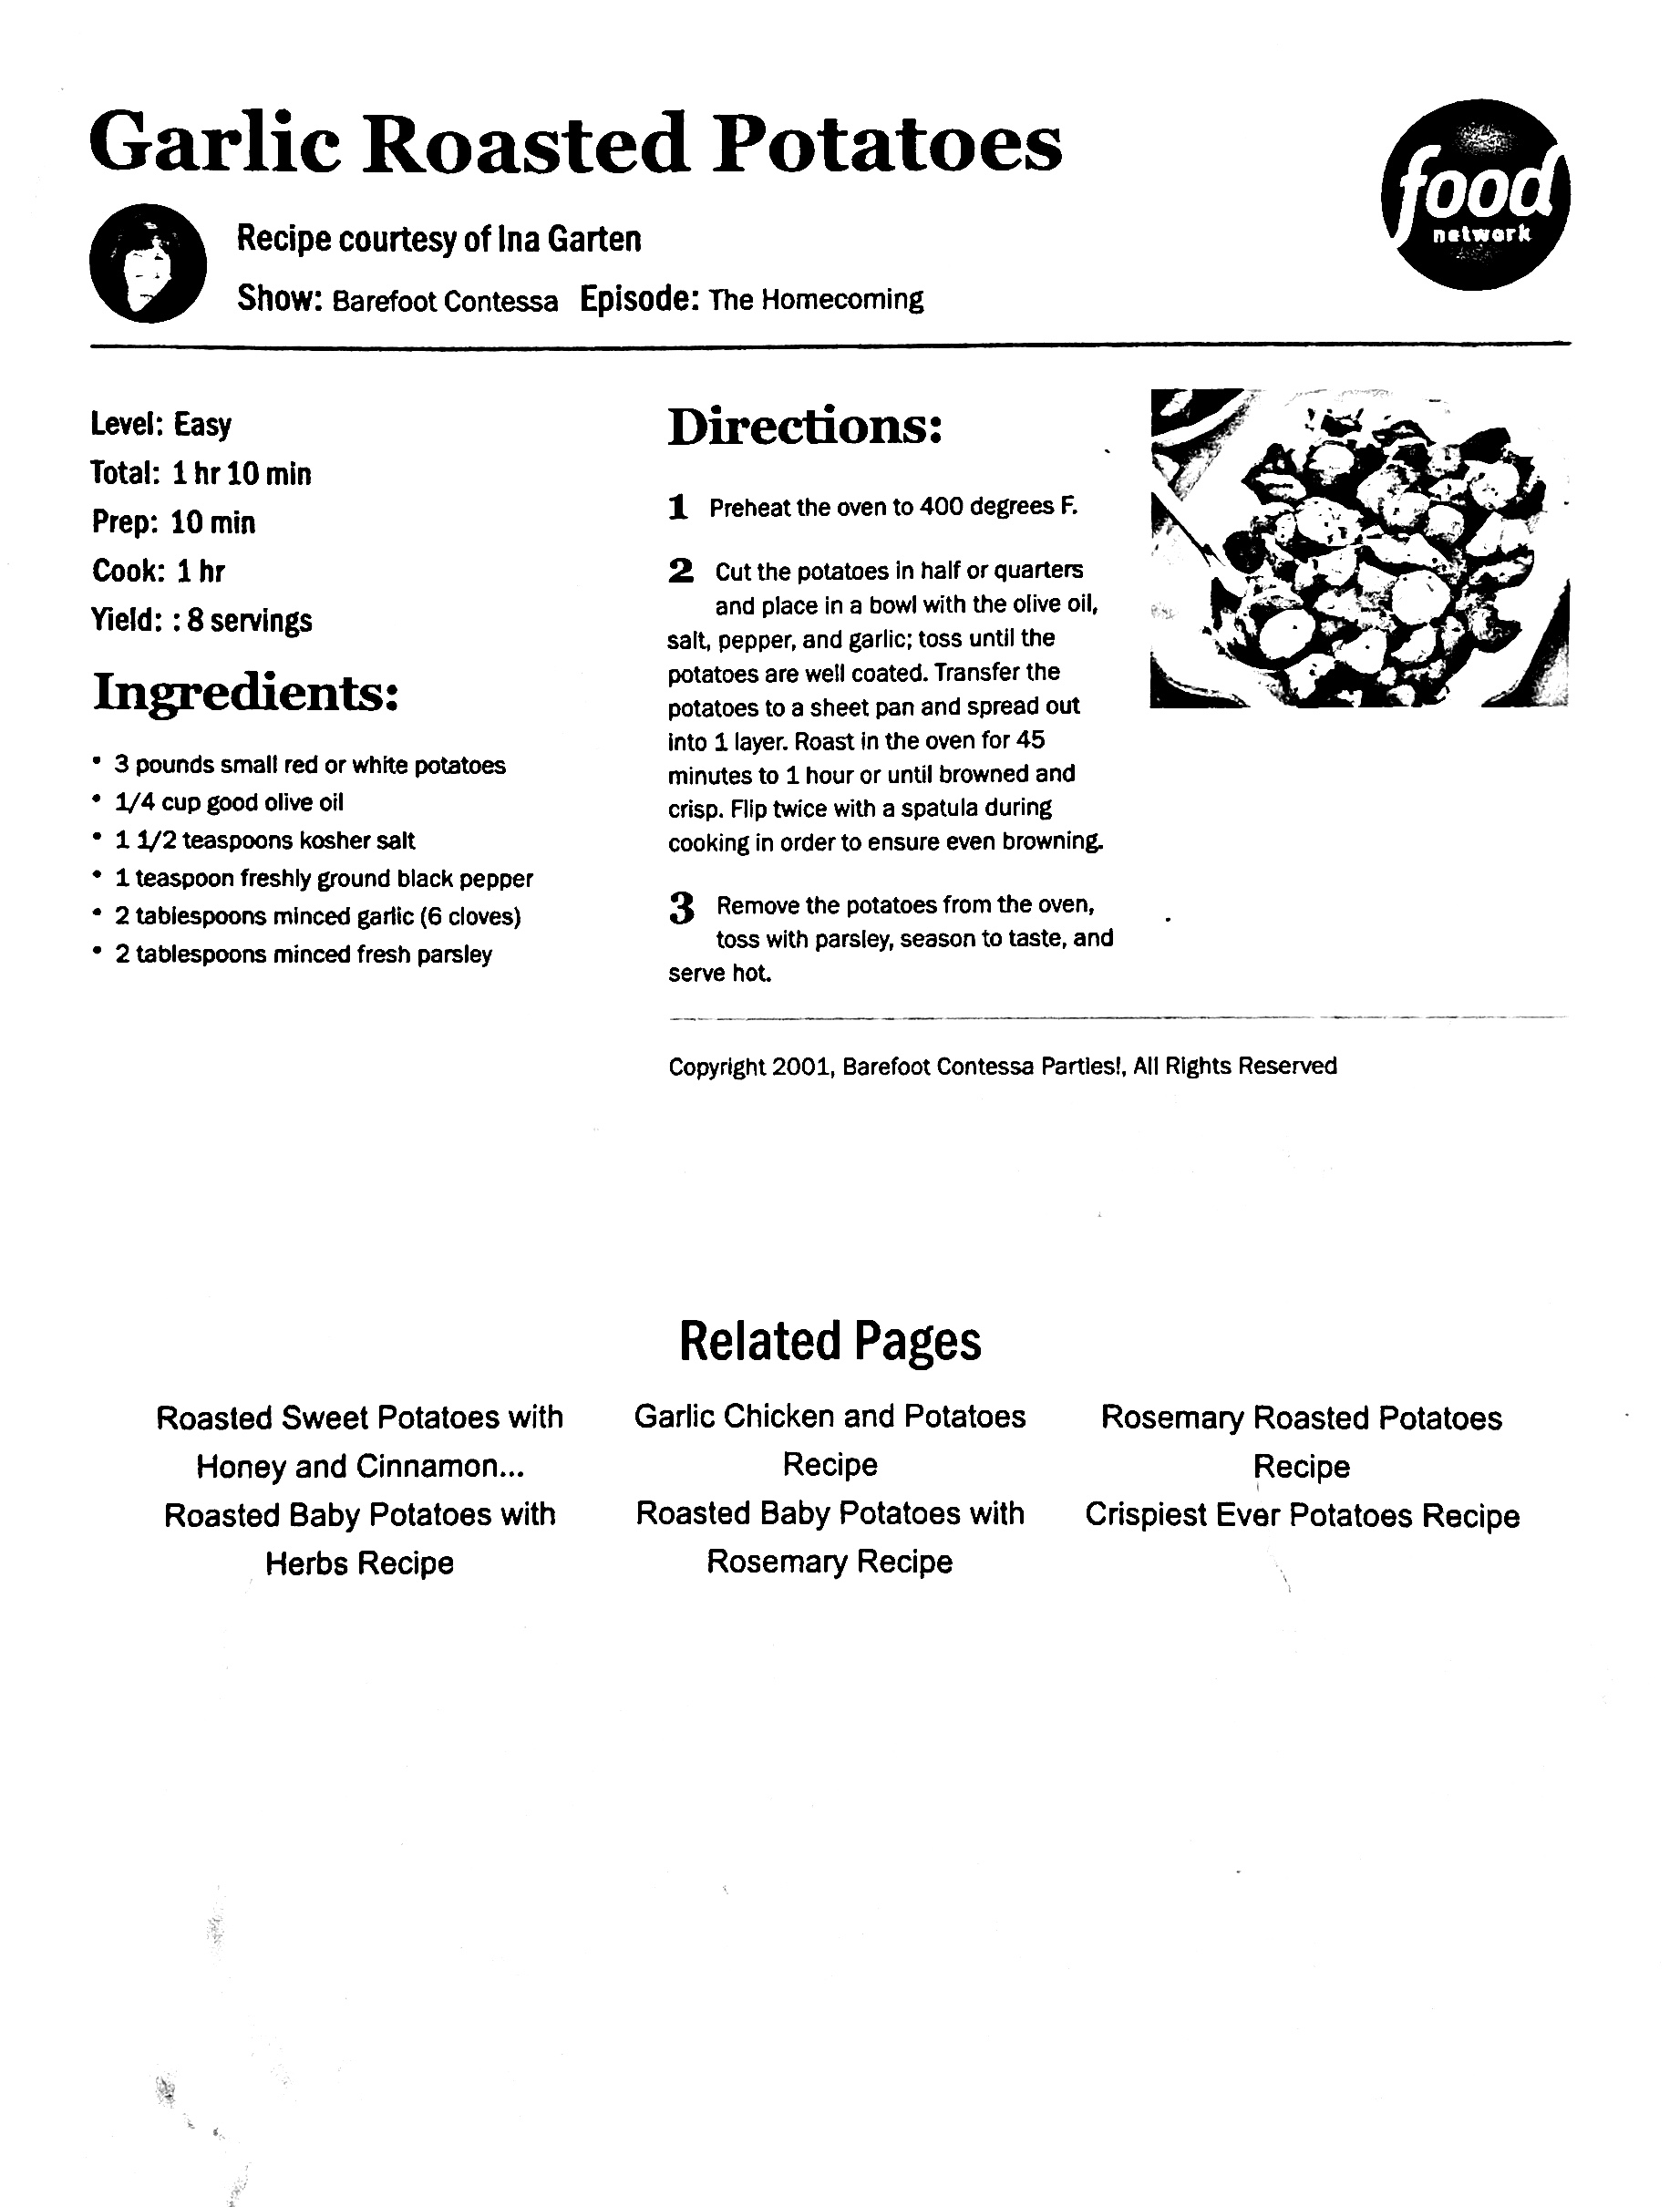 Garlic Roasted Potatoes
food
network
Recipe courtesy of Ina Garten
Show: Barefoot Contessa Episode: The Homecoming
Level: Easy
Total: 1 hr 10 min
Prep: 10 min
Cook: 1 hr
Yield: : 8 servings
Ingredients:
• 3 pounds small red or white potatoes
• 1/4 cup good olive oil
• 1 1/2 teaspoons kosher salt
• 1 teaspoon freshly ground black pepper
• 2 tablespoons minced garlic (6 cloves)
• 2 tablespoons minced fresh parsley
Directions:
1 Preheat the oven to 400 degrees F.
2 Cut the potatoes in half or quarters
and place in a bowl with the olive oil,
salt, pepper, and garlic; toss until the
potatoes are well coated. Transfer the
potatoes to a sheet pan and spread out
into 1 layer. Roast in the oven for 45
minutes to 1 hour or until browned and
crisp. Flip twice with a spatula during
cooking in order to ensure even browning.
3 Remove the potatoes from the oven,
toss with parsley, season to taste, and
serve hot.
Copyright 2001, Barefoot Contessa Parties!, All Rights Reserved
Related Pages
Roasted Sweet Potatoes with
Honey and Cinnamon...
Roasted Baby Potatoes with
Herbs Recipe
Garlic Chicken and Potatoes
Recipe
Roasted Baby Potatoes with
Rosemary Recipe
Rosemary Roasted Potatoes
Recipe
Crispiest Ever Potatoes Recipe